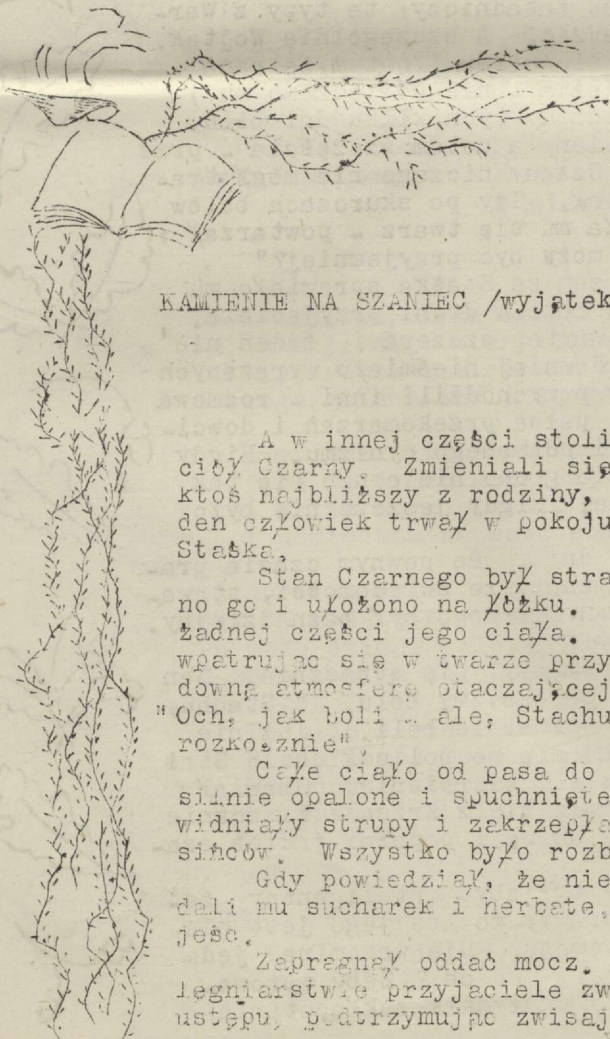 KAMIENIE NA SZANIEC /wyjątek
A w innej części stoli
cił Czarny. Zmieniali się
ktoś najbliższy z rodziny,
den człowiek trwał w pokoju
Staśka.
Stan Czarnego był stra
no go i ułożono na łóżku.
żadnej części jego ciała.
wpatrując się w twarze przy
downą atmosferę otaczającej
"Och, jak boli - ale, Stachu
rozkosznie".
Całe ciało od pasa do
silnie opalone i spuchnięte
widniały strupy i zakrzepła
sińców. Wszystko było rozb
Gdy powiedział, że nie
dali mu sucharek i herbate,
jeść.
Zapragnął oddać mocz.
legniarstwie przyjaciele zw
ustępu, podtrzymując zwisaj